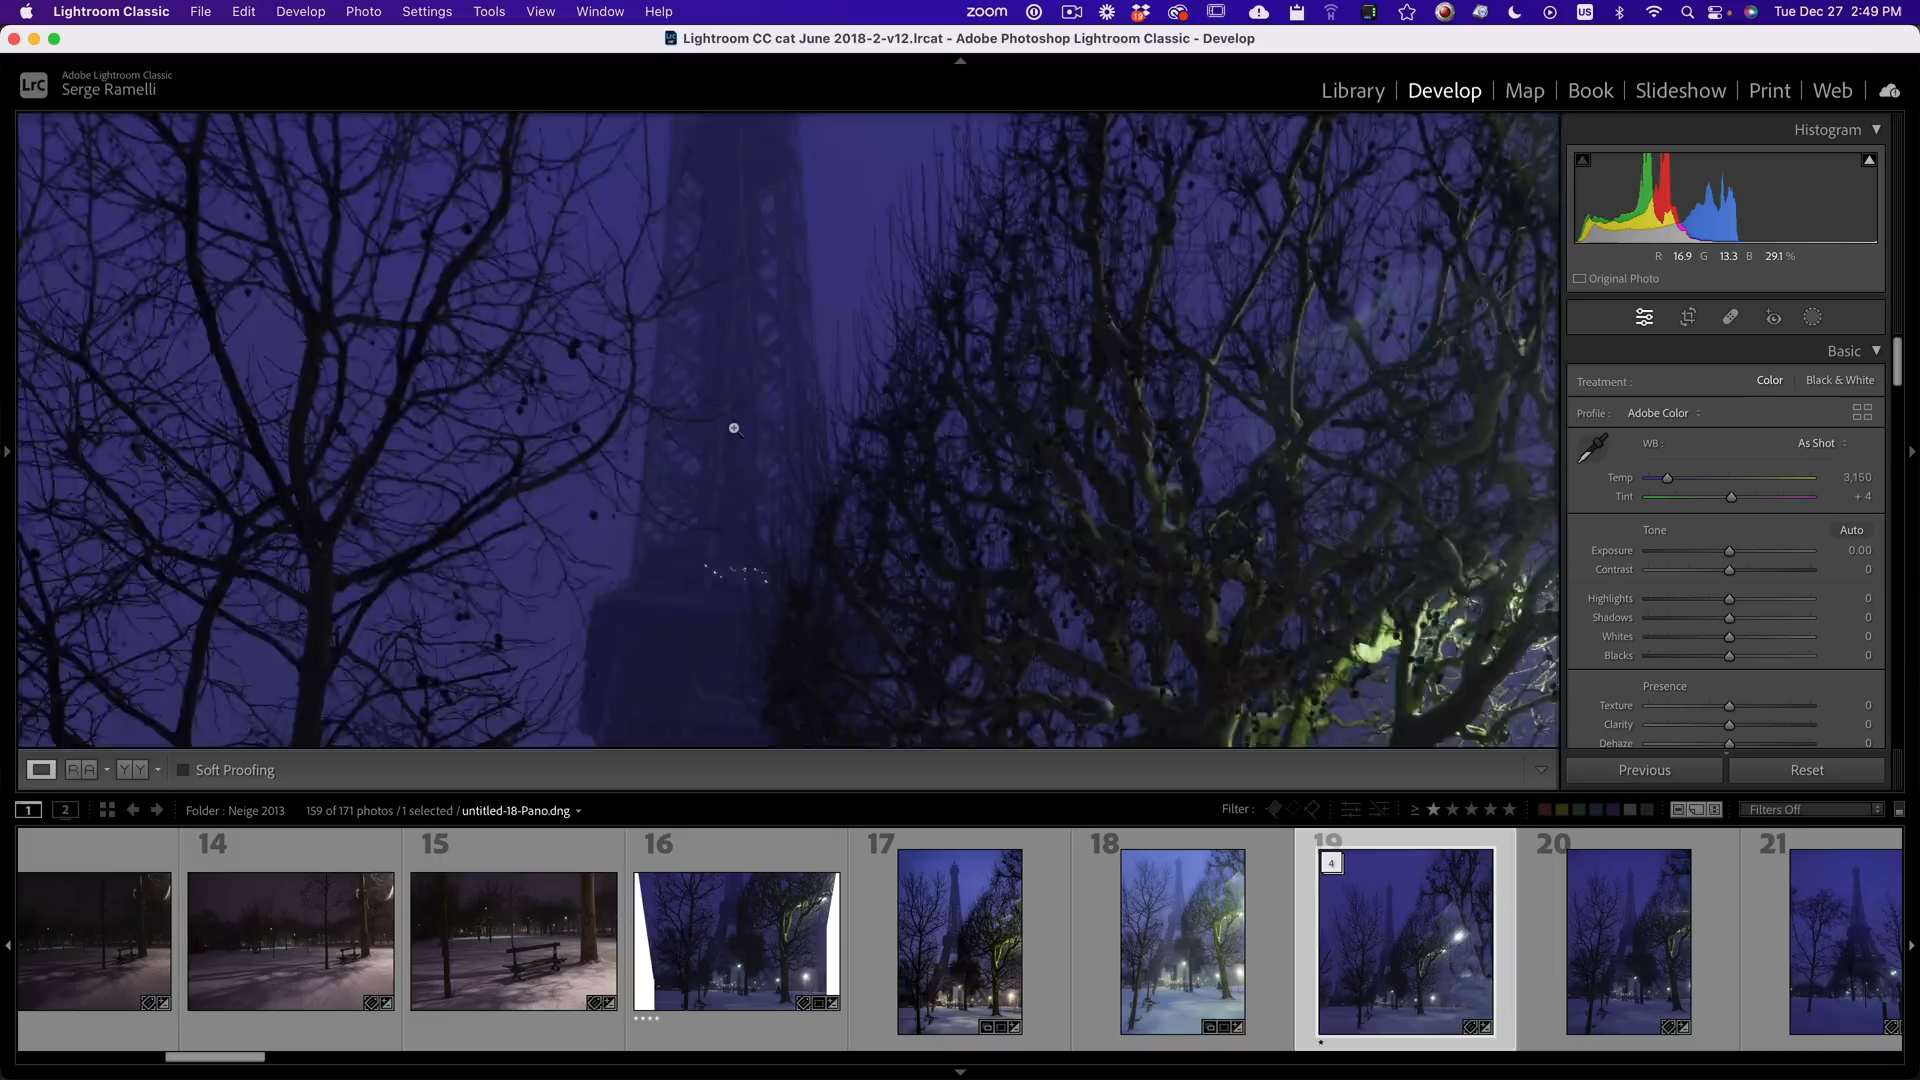 Lightroom Classic File Edit Develop Photo Settings Tools View Window Help zoom 19 US Tue Dec 27 2:49 PM
Lightroom CC cat June 2018-2-v12.lrcat - Adobe Photoshop Lightroom Classic - Develop
LrC Adobe Lightroom Classic
Serge Ramelli
Library Develop Map Book Slideshow Print Web
Histogram
R 16.9 G 13.3 B 29.1 %
Original Photo
Basic
Treatment : Color Black & White
Profile : Adobe Color
WB : As Shot
Temp 3,150
Tint + 4
Tone Auto
Exposure 0.00
Contrast 0
Highlights 0
Shadows 0
Whites 0
Blacks 0
Presence
Texture 0
Clarity 0
Dehaze 0
R A Y Y Soft Proofing
Previous Reset
1 2 Folder : Neige 2013 159 of 171 photos / 1 selected / untitled-18-Pano.dng Filter : ≥ ★★★★★ Filters Off
14 15 16 17 18 19 20 21
4